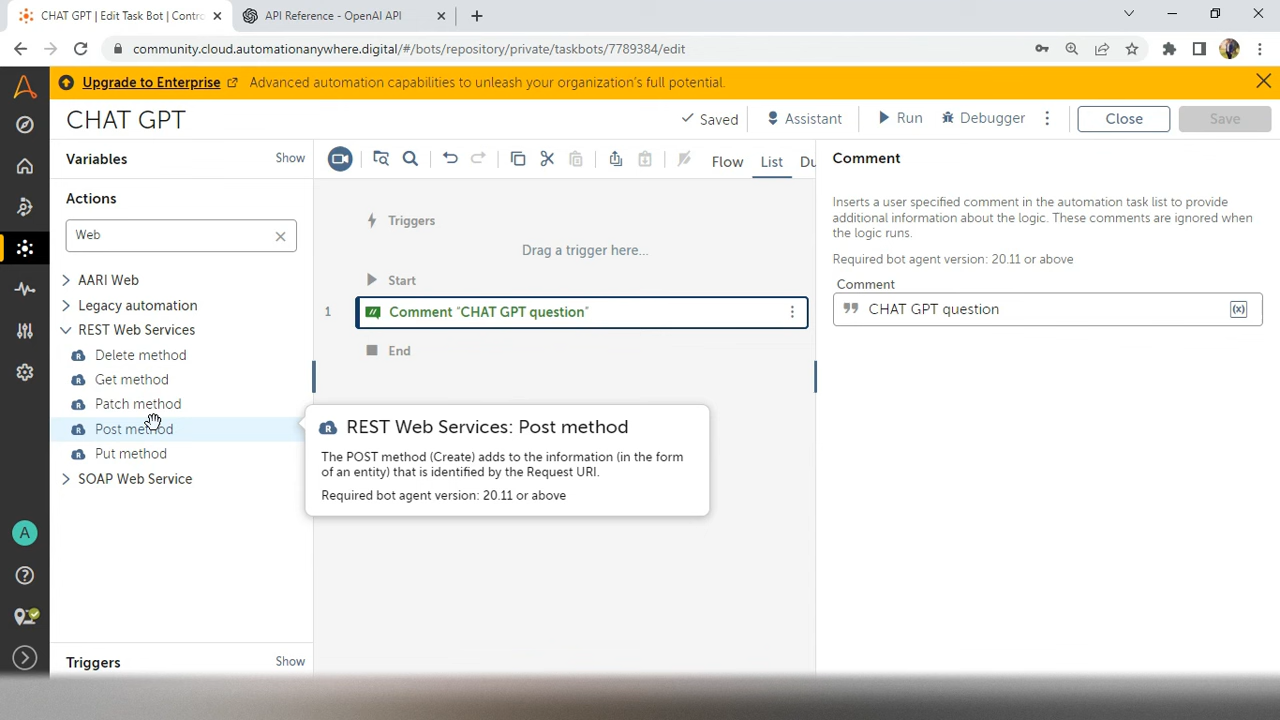 CHAT GPT | Edit Task Bot | Contro
API Reference - OpenAI API
community.cloud.automationanywhere.digital/#/bots/repository/private/taskbots/7789384/edit
Upgrade to Enterprise Advanced automation capabilities to unleash your organization's full potential.
CHAT GPT
Saved
Assistant
Run
Debugger
Close
Save
Variables
Show
Flow
List
Du
Comment
Actions
Web
AARI Web
Legacy automation
REST Web Services
Delete method
Get method
Patch method
Post method
Put method
SOAP Web Service
Triggers
Drag a trigger here...
Start
1
Comment "CHAT GPT question"
End
REST Web Services: Post method
The POST method (Create) adds to the information (in the form
of an entity) that is identified by the Request URI.
Required bot agent version: 20.11 or above
Inserts a user specified comment in the automation task list to provide
additional information about the logic. These comments are ignored when
the logic runs.
Required bot agent version: 20.11 or above
Comment
CHAT GPT question
(x)
A
Triggers
Show